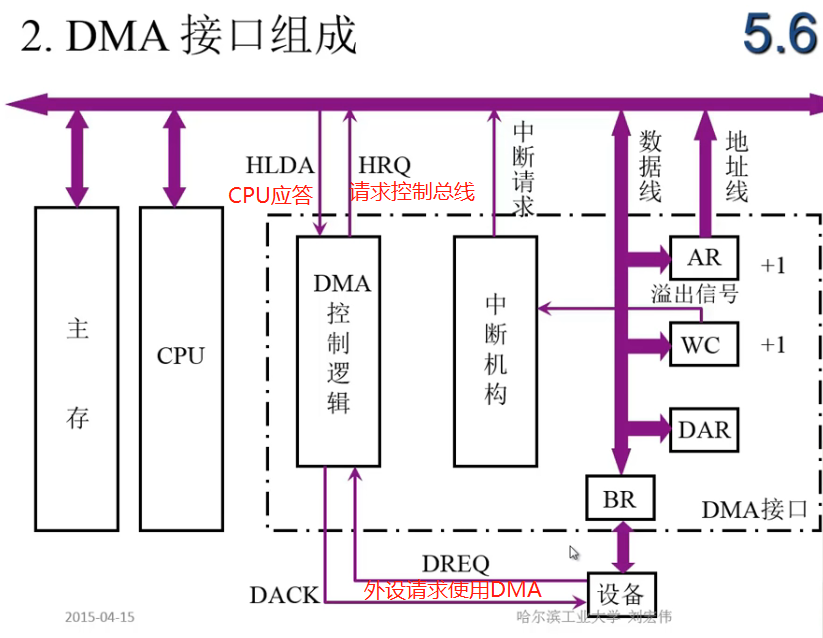 2. DMA 接口组成
5.6
HLDA
HRQ
CPU应答
请求控制总线
中断请求
数据线
地址线
主存
CPU
DMA控制逻辑
中断机构
AR
+1
溢出信号
WC
+1
DAR
BR
DMA接口
DREQ
外设请求使用DMA
DACK
设备
2015-04-15
哈尔滨工业大学 刘宏伟